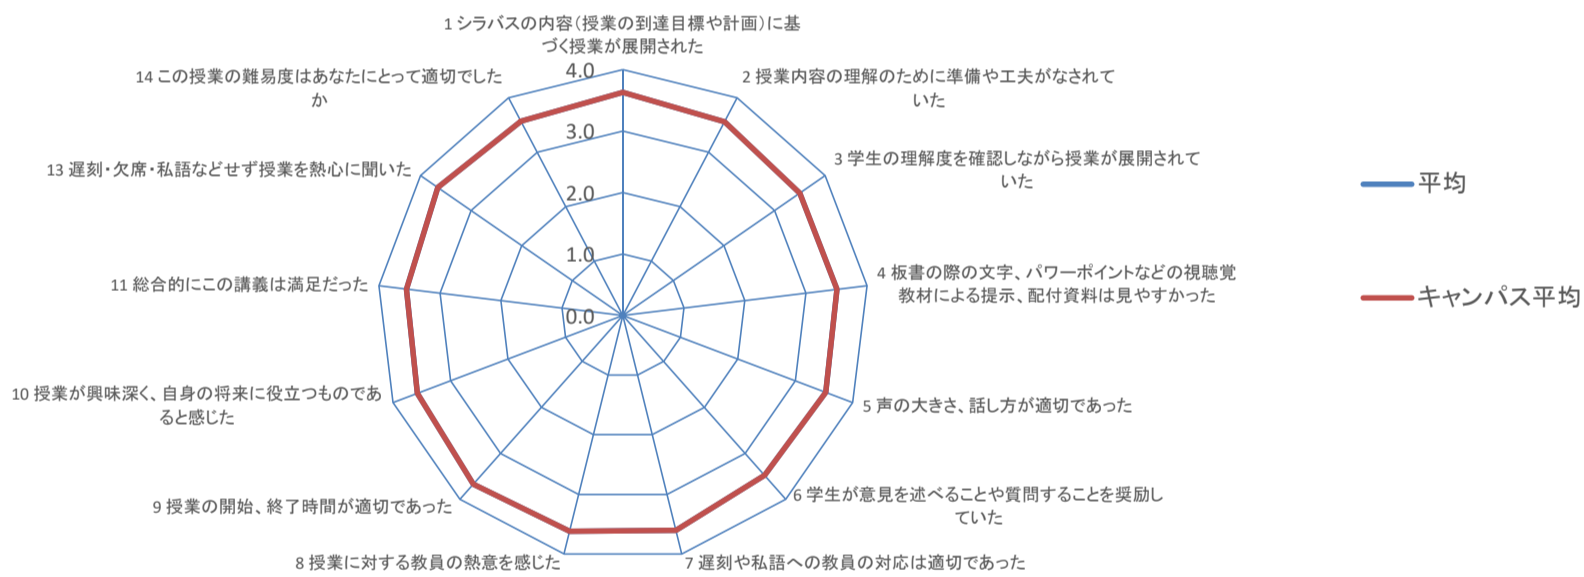 1 シラバスの内容（授業の到達目標や計画）に基
づく授業が展開された
2 授業内容の理解のために準備や工夫がなされて
いた
3 学生の理解度を確認しながら授業が展開されて
いた
4 板書の際の文字、パワーポイントなどの視聴覚
教材による提示、配付資料は見やすかった
5 声の大きさ、話し方が適切であった
6 学生が意見を述べることや質問することを奨励し
ていた
7 遅刻や私語への教員の対応は適切であった
8 授業に対する教員の熱意を感じた
9 授業の開始、終了時間が適切であった
10 授業が興味深く、自身の将来に役立つものであ
ると感じた
11 総合的にこの講義は満足だった
13 遅刻・欠席・私語などせず授業を熱心に聞いた
14 この授業の難易度はあなたにとって適切でした
か
4.0
3.0
2.0
1.0
0.0
平均
キャンパス平均